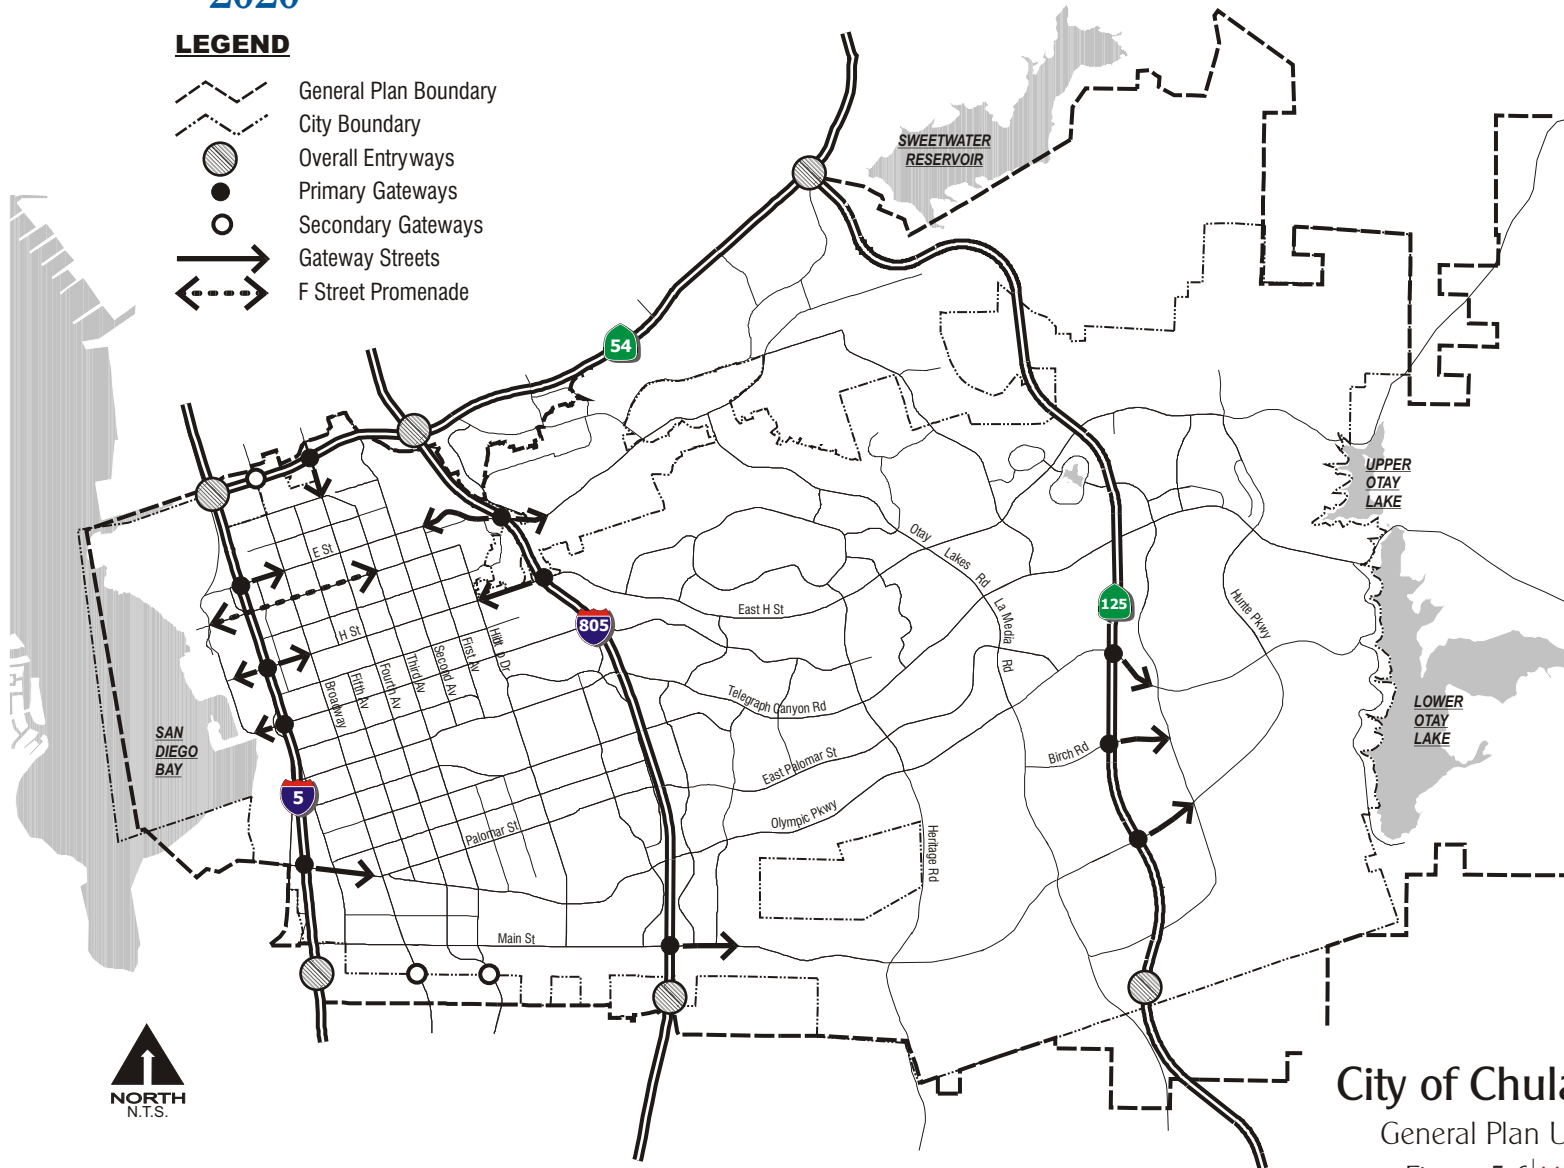 2020
LEGEND
General Plan Boundary
City Boundary
Overall Entryways
Primary Gateways
Secondary Gateways
Gateway Streets
F Street Promenade
SWEETWATER
RESERVOIR
54
UPPER
OTAY
LAKE
E St
Otay Lakes Rd
125
East H St
La Media Rd
Hunte Pkwy
805
H St
Hilltop Dr
First Av
Second Av
Third Av
Fourth Av
Fifth Av
Broadway
Telegraph Canyon Rd
LOWER
OTAY
LAKE
SAN
DIEGO
BAY
Birch Rd
East Palomar St
5
Olympic Pkwy
Palomar St
Heritage Rd
Main St
NORTH
N.T.S.
City of Chula
General Plan U